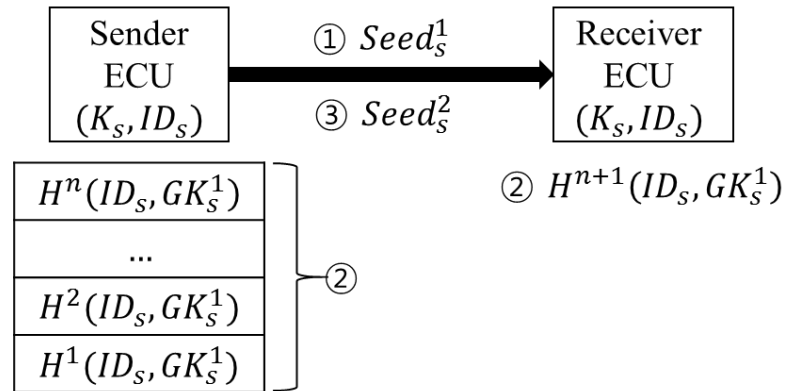 Sender
ECU
(K_s, ID_s)
① Seed_s^1
③ Seed_s^2
Receiver
ECU
(K_s, ID_s)
② H^{n+1}(ID_s, GK_s^1)
H^n(ID_s, GK_s^1)
...
H^2(ID_s, GK_s^1)
H^1(ID_s, GK_s^1)
②